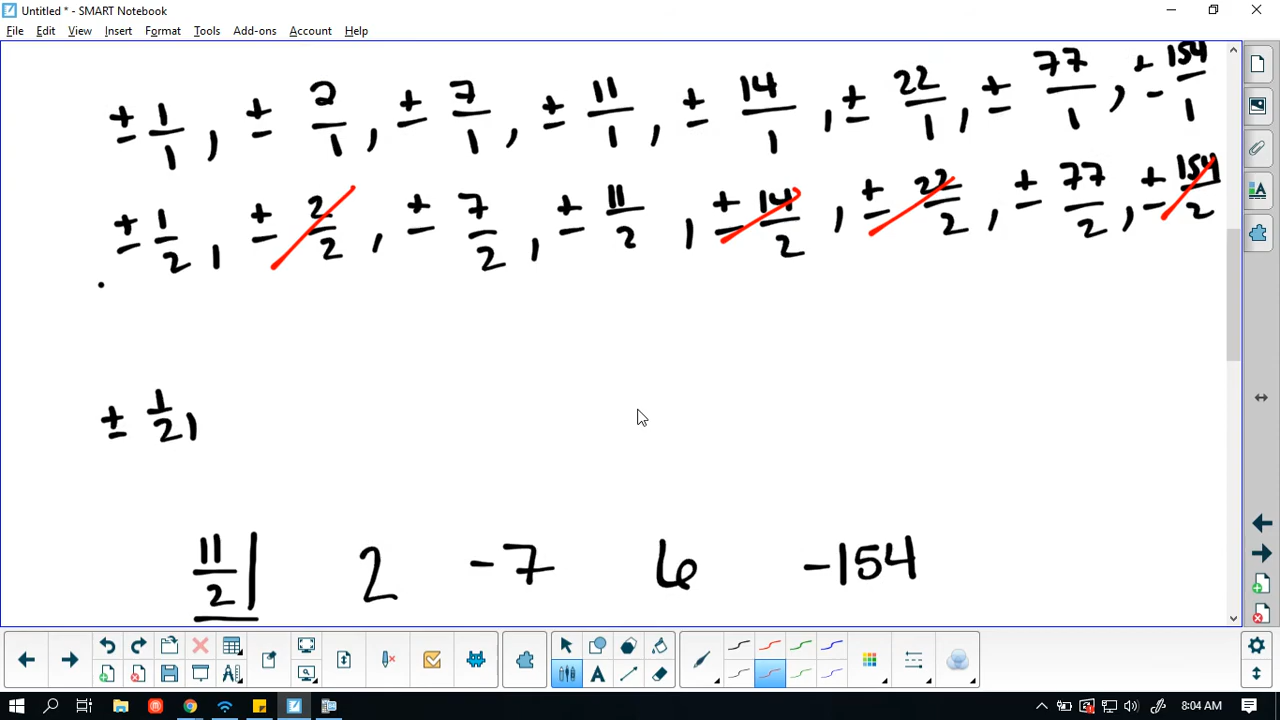 Untitled * - SMART Notebook
File Edit View Insert Format Tools Add-ons Account Help
± 1/1, ± 2/1, ± 7/1, ± 11/1, ± 14/1, ± 22/1, ± 77/1, ± 154/1
± 1/2, ± 2/2, ± 7/2, ± 11/2, ± 14/2, ± 22/2, ± 77/2, ± 154/2
± 1/2,
11/2| 2 -7 6 -154
8:04 AM